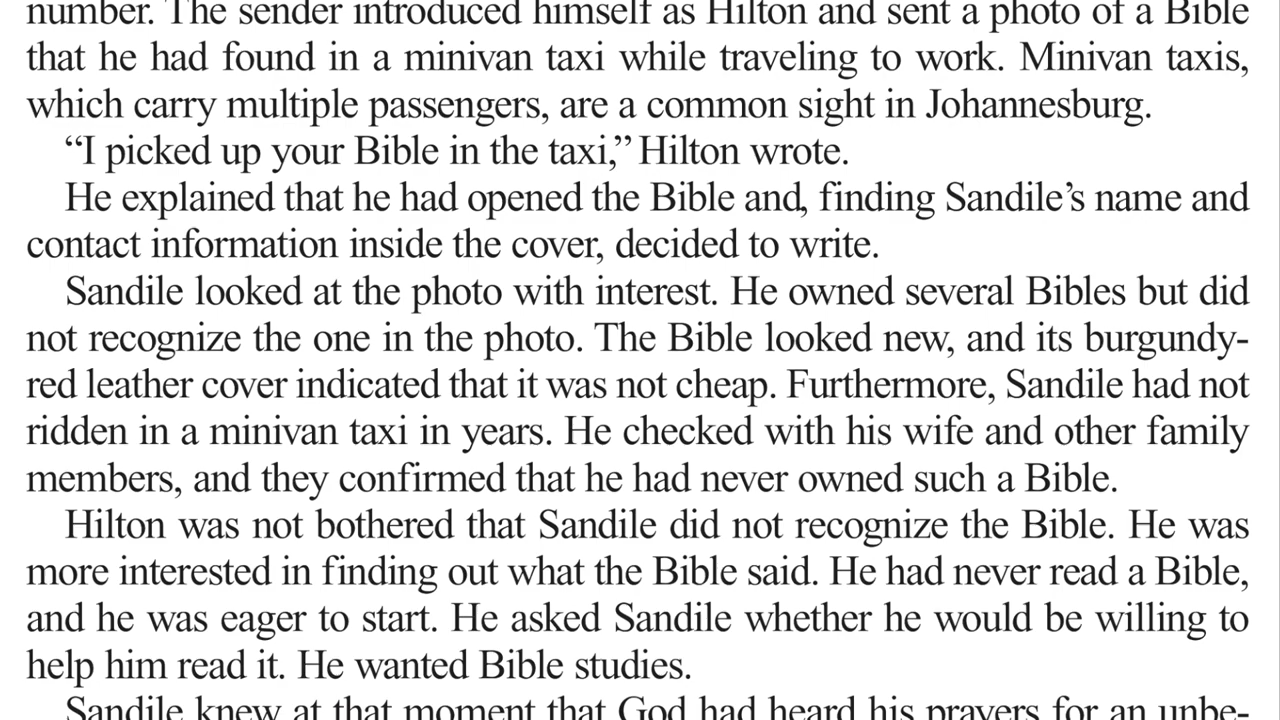 number. The sender introduced himself as Hilton and sent a photo of a Bible
that he had found in a minivan taxi while traveling to work. Minivan taxis,
which carry multiple passengers, are a common sight in Johannesburg.
“I picked up your Bible in the taxi,” Hilton wrote.
He explained that he had opened the Bible and, finding Sandile’s name and
contact information inside the cover, decided to write.
Sandile looked at the photo with interest. He owned several Bibles but did
not recognize the one in the photo. The Bible looked new, and its burgundy-
red leather cover indicated that it was not cheap. Furthermore, Sandile had not
ridden in a minivan taxi in years. He checked with his wife and other family
members, and they confirmed that he had never owned such a Bible.
Hilton was not bothered that Sandile did not recognize the Bible. He was
more interested in finding out what the Bible said. He had never read a Bible,
and he was eager to start. He asked Sandile whether he would be willing to
help him read it. He wanted Bible studies.
Sandile knew at that moment that God had heard his prayers for an unbe-